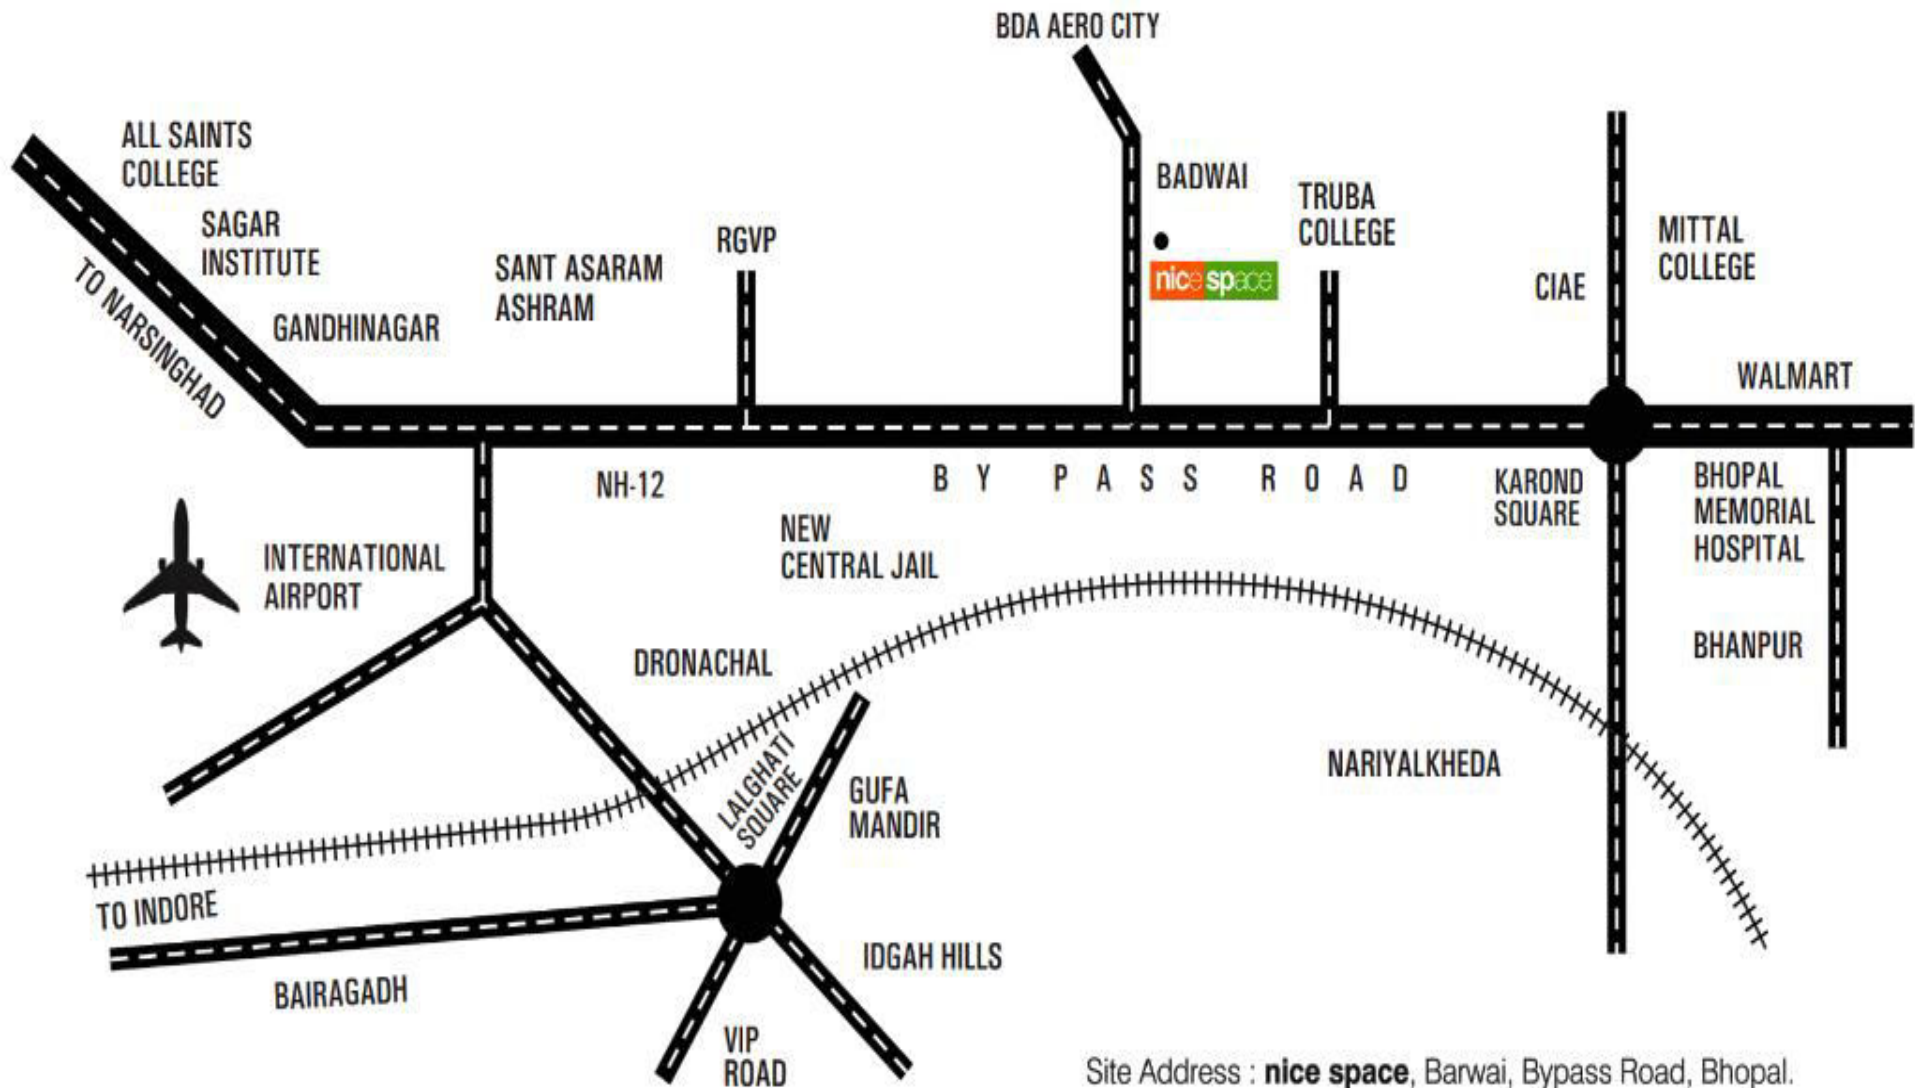 BDA AERO CITY
ALL SAINTS
COLLEGE
BADWAI
TRUBA
COLLEGE
SAGAR
INSTITUTE
RGVP
MITTAL
COLLEGE
SANT ASARAM
ASHRAM
nice space
CIAE
TO NARSINGHAD
GANDHINAGAR
WALMART
NH-12
BY PASS ROAD
KAROND
SQUARE
BHOPAL
MEMORIAL
HOSPITAL
NEW
CENTRAL JAIL
INTERNATIONAL
AIRPORT
BHANPUR
DRONACHAL
LALGHATI
SQUARE
NARIYALKHEDA
GUFA
MANDIR
TO INDORE
IDGAH HILLS
BAIRAGADH
VIP
ROAD
Site Address : nice space, Barwai, Bypass Road, Bhopal.